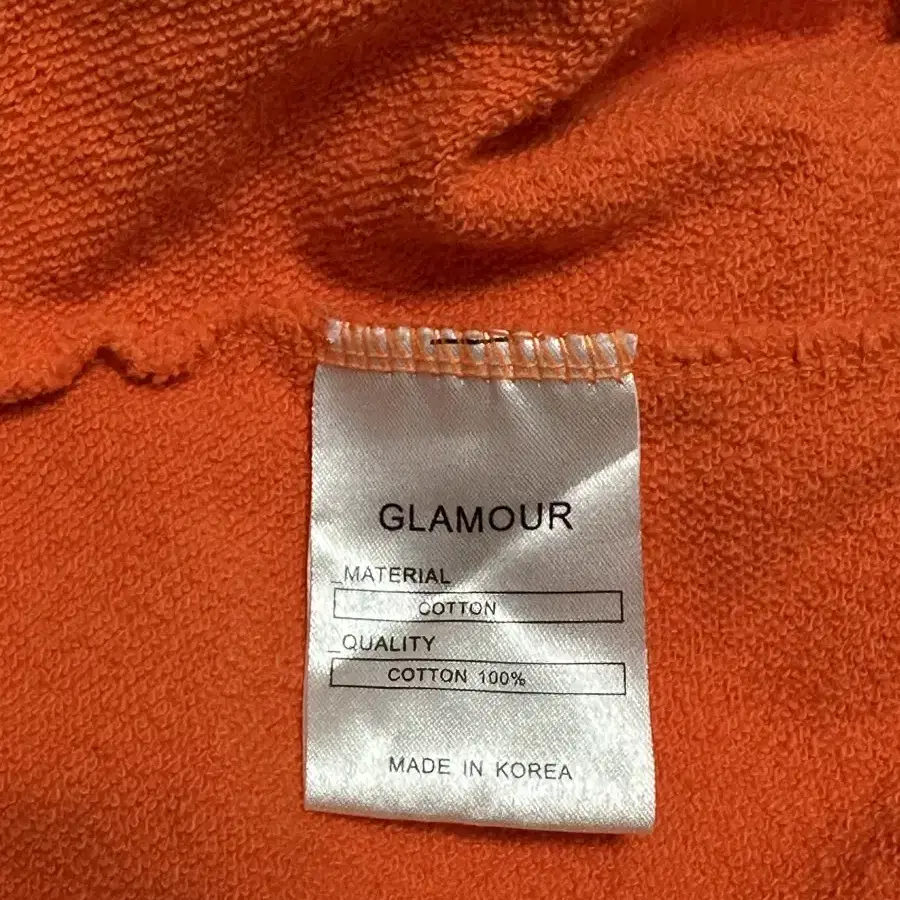 GLAMOUR
_MATERIAL
COTTON
_QUALITY
COTTON 100%
MADE IN KOREA